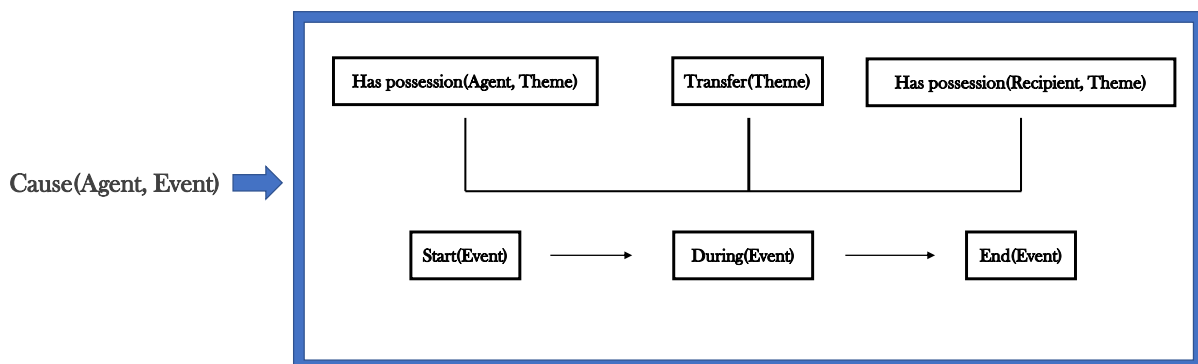 Has possession(Agent, Theme)
Transfer(Theme)
Has possession(Recipient, Theme)
Cause(Agent, Event)
Start(Event)
During(Event)
End(Event)